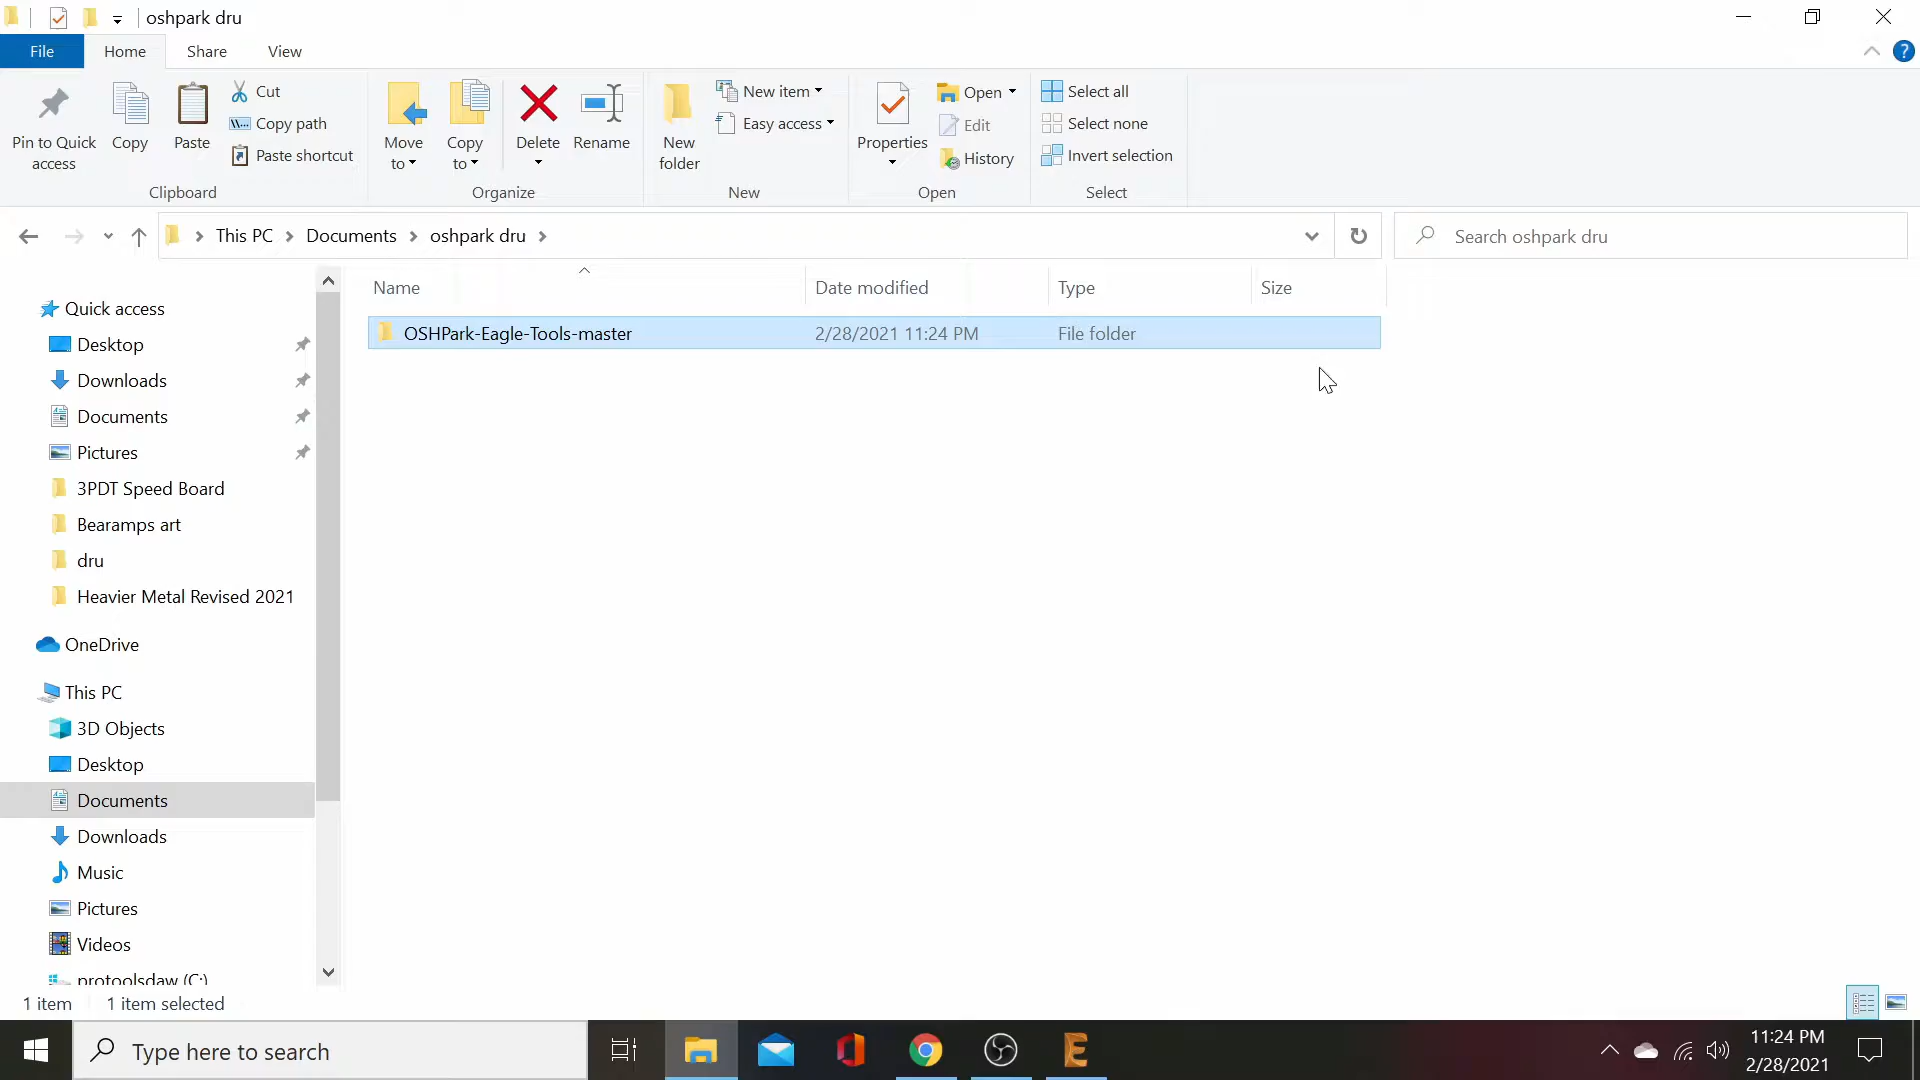 oshpark dru
File
Home
Share
View
Pin to Quick access
Copy
Paste
Cut
Copy path
Paste shortcut
Clipboard
Move to
Copy to
Delete
Rename
Organize
New folder
New item
Easy access
New
Properties
Open
Edit
History
Open
Select all
Select none
Invert selection
Select
This PC
Documents
oshpark dru
Search oshpark dru
Name
Date modified
Type
Size
OSHPark-Eagle-Tools-master
2/28/2021 11:24 PM
File folder
Quick access
Desktop
Downloads
Documents
Pictures
3PDT Speed Board
Bearamps art
dru
Heavier Metal Revised 2021
OneDrive
This PC
3D Objects
Desktop
Documents
Downloads
Music
Pictures
Videos
protoolsdaw (C:)
1 item
1 item selected
Type here to search
11:24 PM
2/28/2021